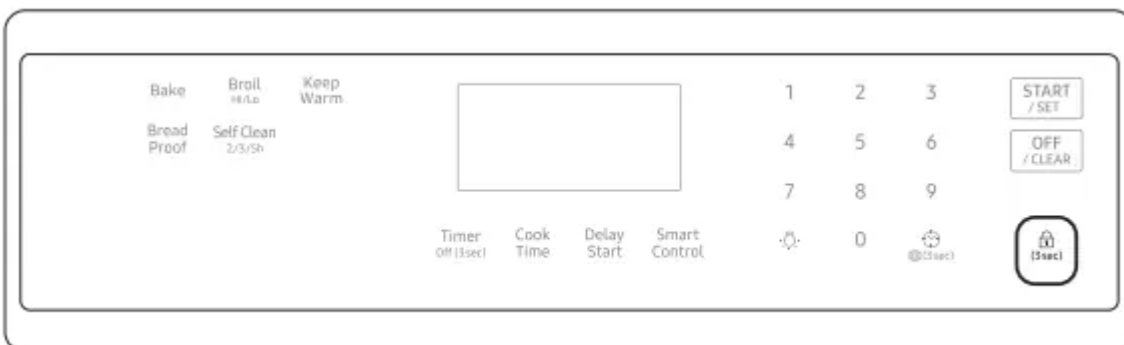 Bake
Broil
Hi/Lo
Keep
Warm
Bread
Proof
Self Clean
2/3/5h
Timer
Off (3sec)
Cook
Time
Delay
Start
Smart
Control
1 2 3
4 5 6
7 8 9
0
(3sec)
START
/ SET
OFF
/ CLEAR
(3sec)